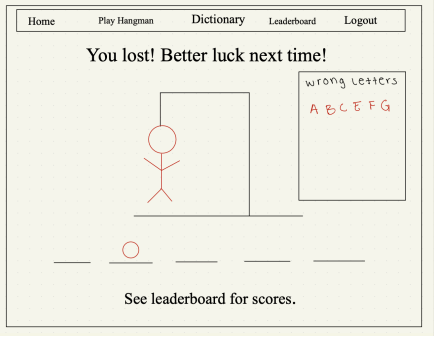 Home Play Hangman Dictionary Leaderboard Logout
You lost! Better luck next time!
wrong letters
A B C E F G
O
See leaderboard for scores.